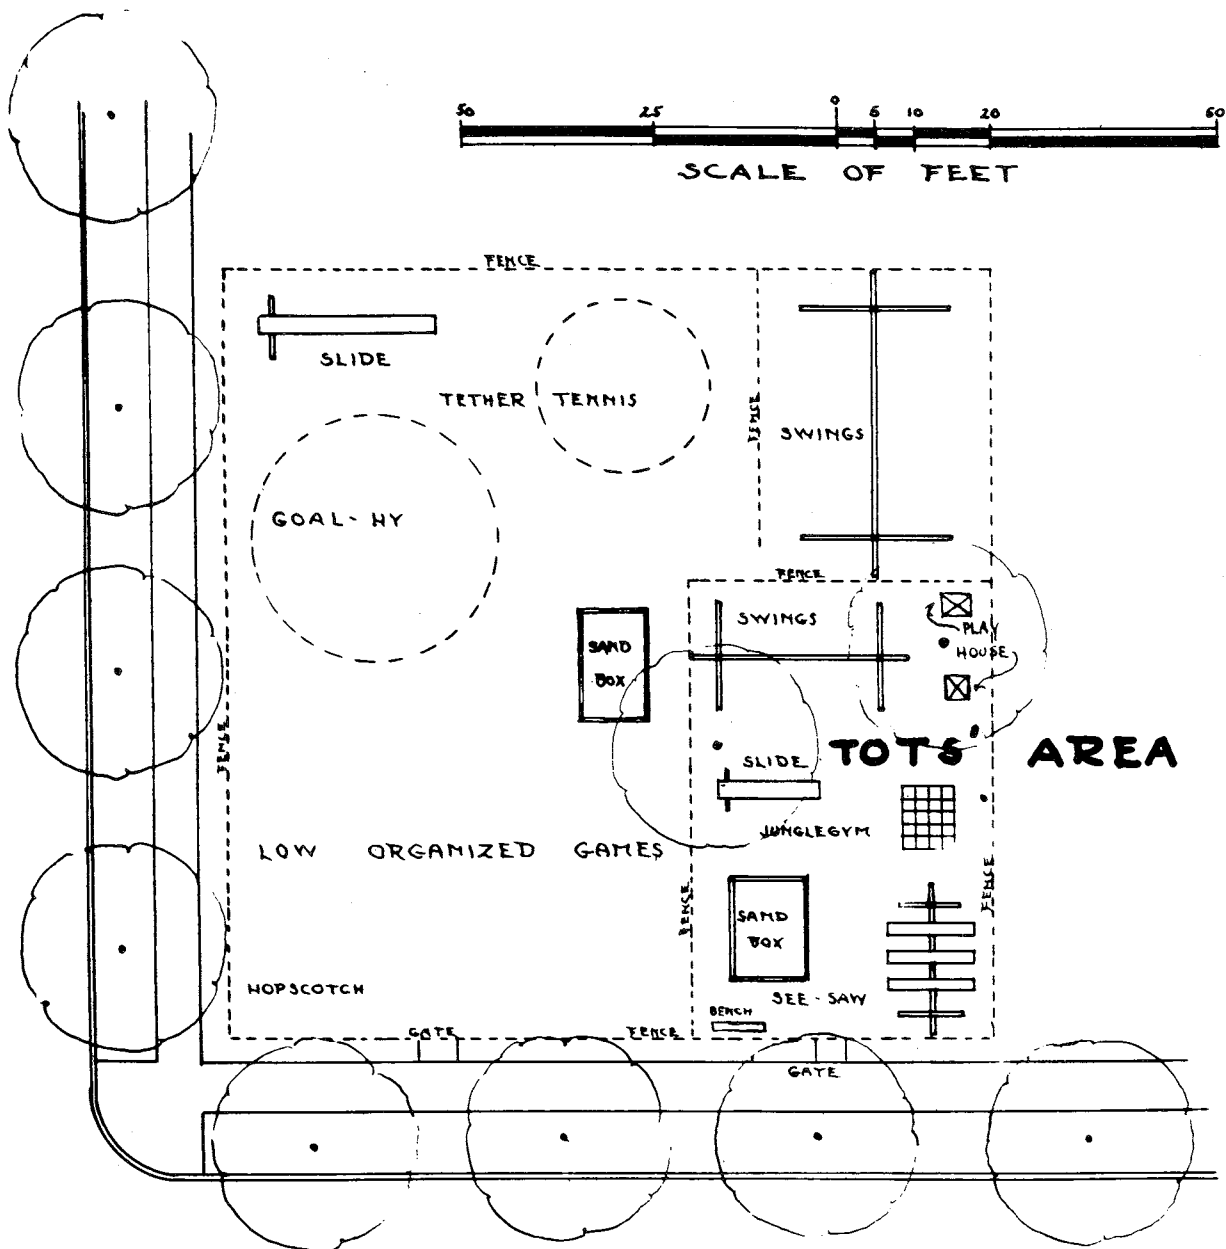 50 25 0 5 10 20 50
SCALE OF FEET
FENCE
SLIDE
TETHER TENNIS
FENCE
SWINGS
GOAL-HY
FENCE
SWINGS
PLAY
HOUSE
SAND
BOX
FENCE
TOTS' AREA
SLIDE
JUNGLEGYM
LOW ORGANIZED GAMES
FENCE
FENCE
SAND
BOX
HOPSCOTCH
SEE-SAW
BENCH
GATE
FENCE
GATE